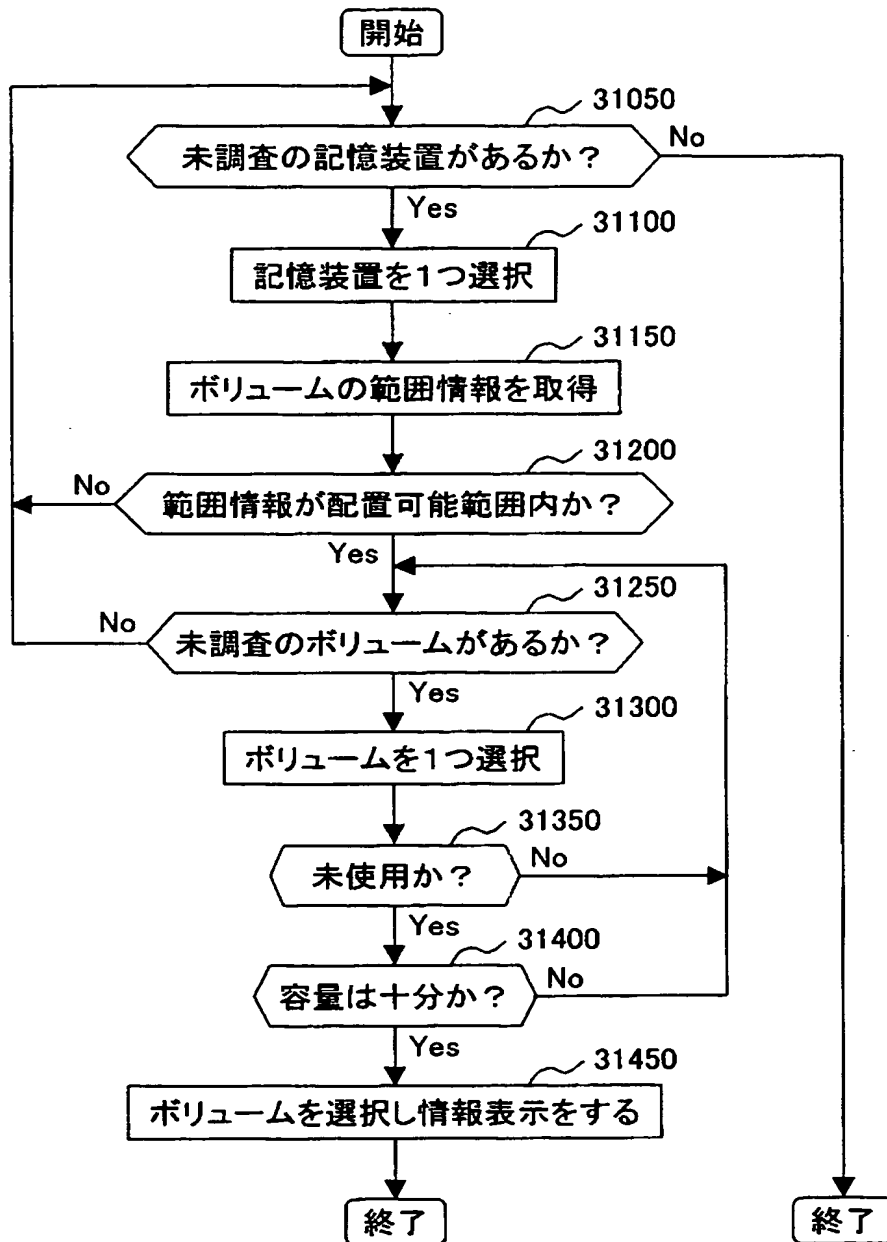 開始
31050
未調査の記憶装置があるか?
No
Yes
31100
記憶装置を1つ選択
31150
ボリュームの範囲情報を取得
31200
No
範囲情報が配置可能範囲内か?
Yes
31250
No
未調査のボリュームがあるか?
Yes
31300
ボリュームを1つ選択
31350
未使用か?
No
Yes
31400
容量は十分か?
No
Yes
31450
ボリュームを選択し情報表示をする
終了
終了